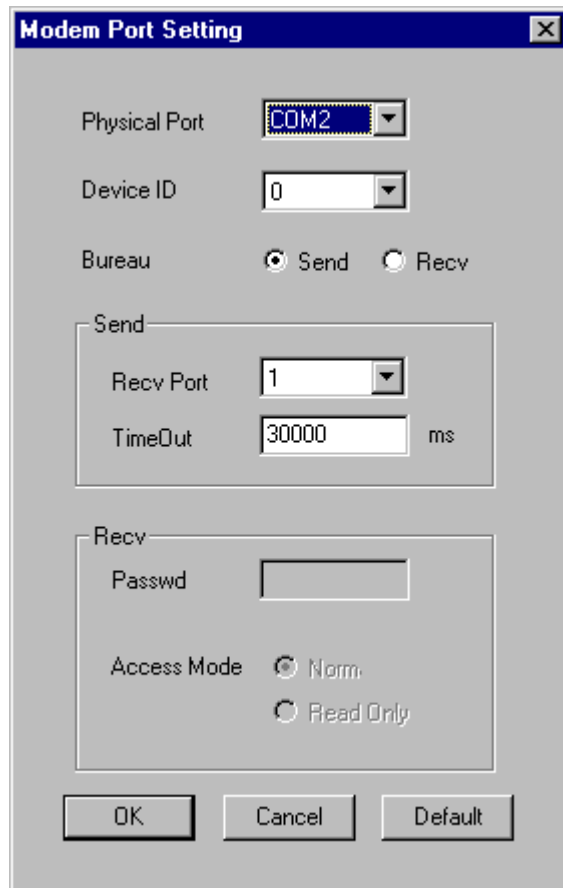 Modem Port Setting
Physical Port COM2
Device ID 0
Bureau Send Recv
Send
Recv Port 1
TimeOut 30000 ms
Recv
Passwd
Access Mode Norm
Read Only
OK Cancel Default